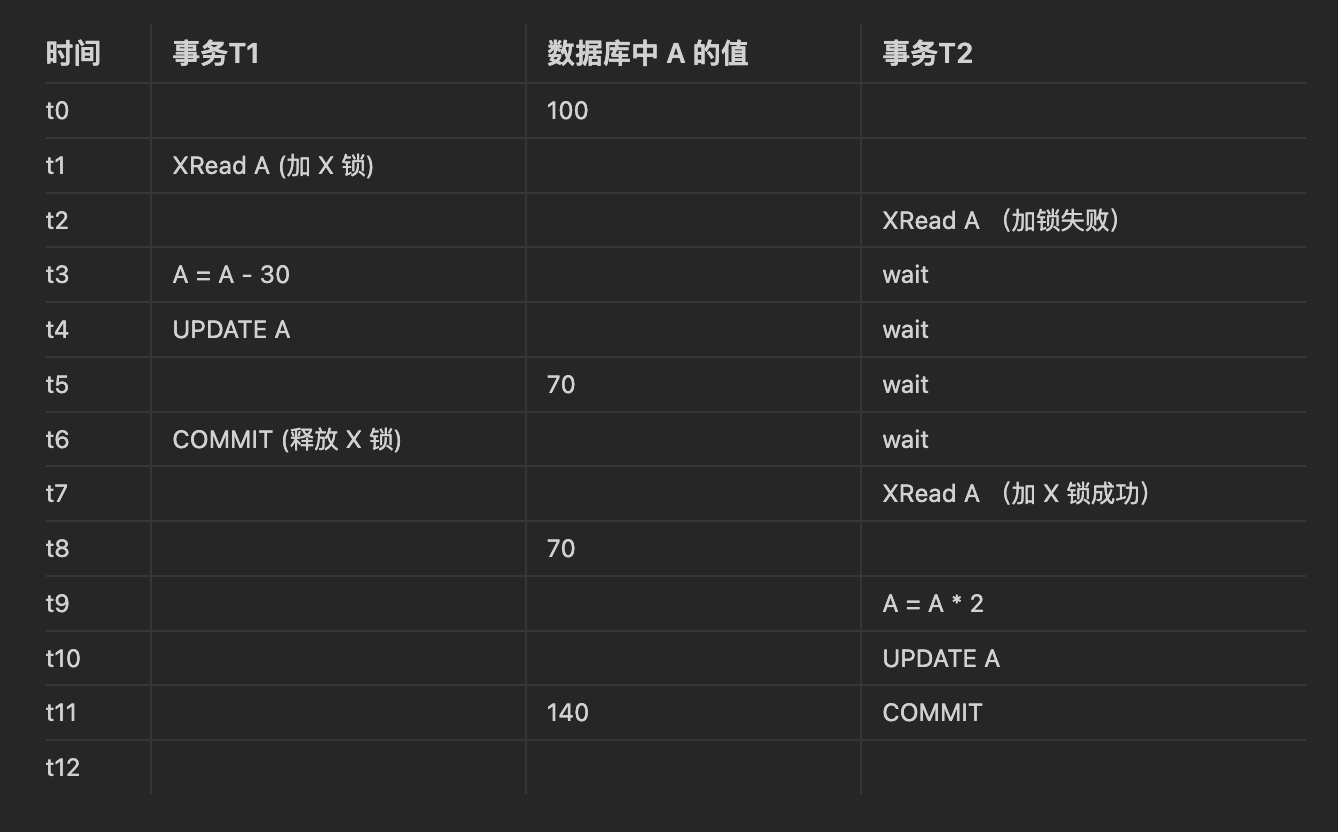 时间 事务T1 数据库中 A 的值 事务T2
t0 100
t1 XRead A (加 X 锁)
t2 XRead A （加锁失败）
t3 A = A - 30 wait
t4 UPDATE A wait
t5 70 wait
t6 COMMIT (释放 X 锁) wait
t7 XRead A （加 X 锁成功）
t8 70
t9 A = A * 2
t10 UPDATE A
t11 140 COMMIT
t12